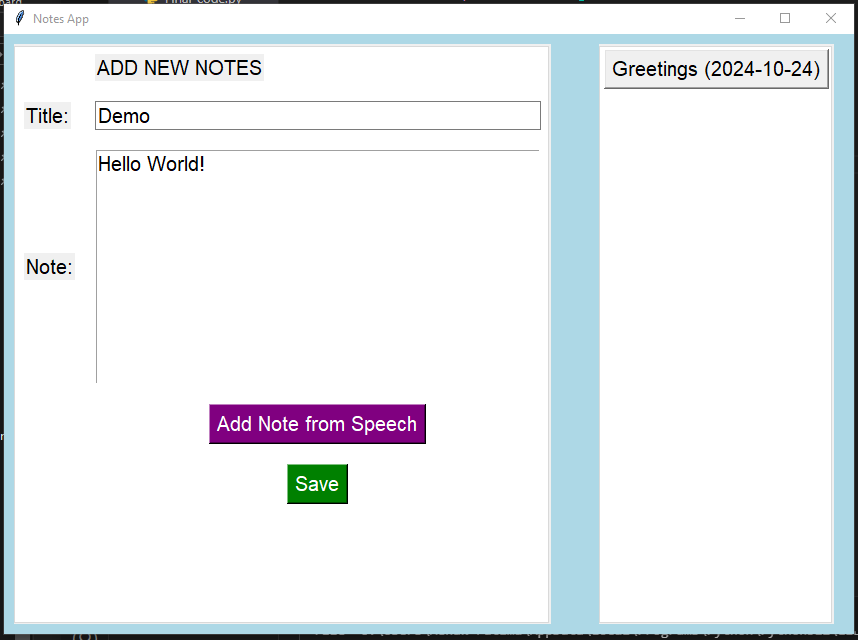 Notes App
ADD NEW NOTES
Title:
Demo
Note:
Hello World!
Add Note from Speech
Save
Greetings (2024-10-24)